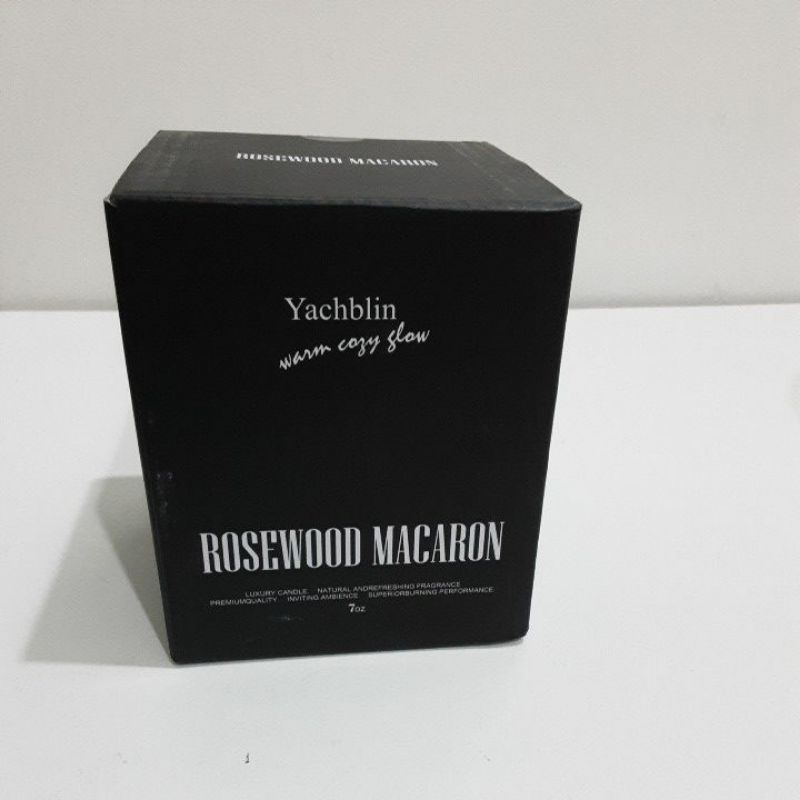 ROSEWOOD MACARON
Yachblin
warm cozy glow
ROSEWOOD MACARON
LUXURY CANDLE NATURAL ANDREFRESHING FRAGRANCE
PREMIUMQUALITY INVITING AMBIENCE SUPERIORBURNING PERFORMANCE
7OZ